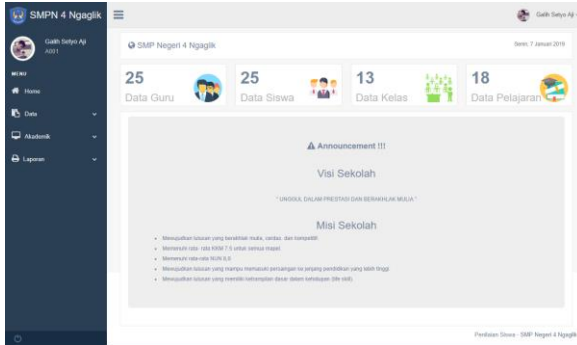 SMPN 4 Ngaglik
Galih Setyo Aji
Galih Setyo Aji
A001
SMP Negeri 4 Ngaglik
Senin, 7 Januari 2019
MENU
Home
Data
Akademik
Laporan
25
Data Guru
25
Data Siswa
13
Data Kelas
18
Data Pelajaran
Announcement !!!
Visi Sekolah
" UNGGUL DALAM PRESTASI DAN BERAKHLAK MULIA "
Misi Sekolah
Mewujudkan lulusan yang berakhlak mulia, cerdas dan kompetitif.
Memenuhi rata- rata KKM 7.5 untuk semua mapel.
Memenuhi rata-rata NUN 8,0
Mewujudkan lulusan yang mampu memasuki persaingan ke jenjang pendidikan yang lebih tinggi
Mewujudkan lulusan yang memiliki ketrampilan dasar dalam kehidupan (life skill).
Penilaian Siswa - SMP Negeri 4 Ngaglik